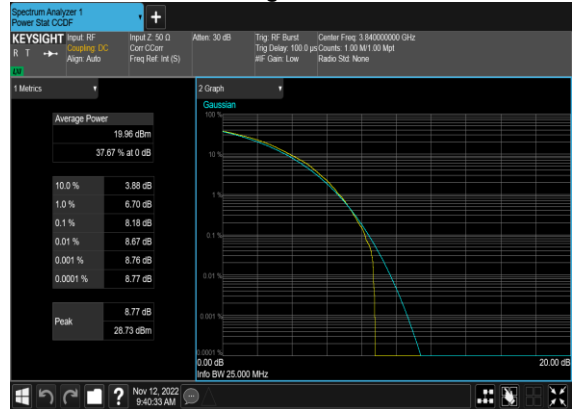 Spectrum Analyzer 1
Power Stat CCDF
+
KEYSIGHT
R T
LW
Input: RF
Coupling: DC
Align: Auto
Input Z: 50 Ω
Corr CCorr
Freq Ref: Int (S)
Atten: 30 dB
Trig: RF Burst
Trig Delay: 100.0 µs
#IF Gain: Low
Center Freq: 3.840000000 GHz
Counts: 1.00 M/1.00 Mpt
Radio Std: None
1 Metrics
Average Power
19.96 dBm
37.67 % at 0 dB
10.0 % 3.88 dB
1.0 % 6.70 dB
0.1 % 8.18 dB
0.01 % 8.67 dB
0.001 % 8.76 dB
0.0001 % 8.77 dB
Peak
8.77 dB
28.73 dBm
2 Graph
Gaussian
100 %
10 %
1 %
0.1 %
0.01 %
0.001 %
0.0001 %
0.00 dB 20.00 dB
Info BW 25.000 MHz
?
Nov 12, 2022
9:40:33 AM